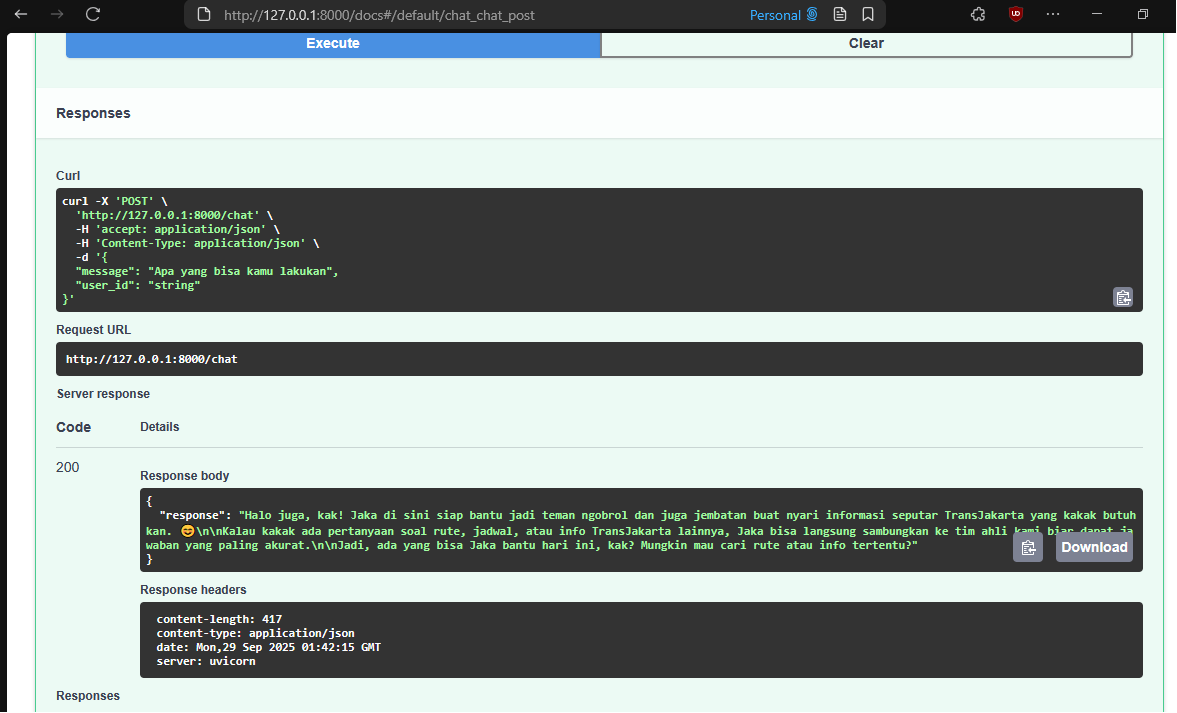 http://127.0.0.1:8000/docs#/default/chat_chat_post
Personal
UD
Execute
Clear
Responses
Curl
curl -X 'POST' \
'http://127.0.0.1:8000/chat' \
-H 'accept: application/json' \
-H 'Content-Type: application/json' \
-d '{
"message": "Apa yang bisa kamu lakukan",
"user_id": "string"
}'
Request URL
http://127.0.0.1:8000/chat
Server response
Code
Details
200
Response body
{
"response": "Halo juga, kak! Jaka di sini siap bantu jadi teman ngobrol dan juga jembatan buat nyari informasi seputar TransJakarta yang kakak butuh
kan. 😊\n\nKalau kakak ada pertanyaan soal rute, jadwal, atau info TransJakarta lainnya, Jaka bisa langsung sambungkan ke tim ahli kami biar dapat ja
waban yang paling akurat.\n\nJadi, ada yang bisa Jaka bantu hari ini, kak? Mungkin mau cari rute atau info tertentu?"
}
Download
Response headers
content-length: 417
content-type: application/json
date: Mon,29 Sep 2025 01:42:15 GMT
server: uvicorn
Responses